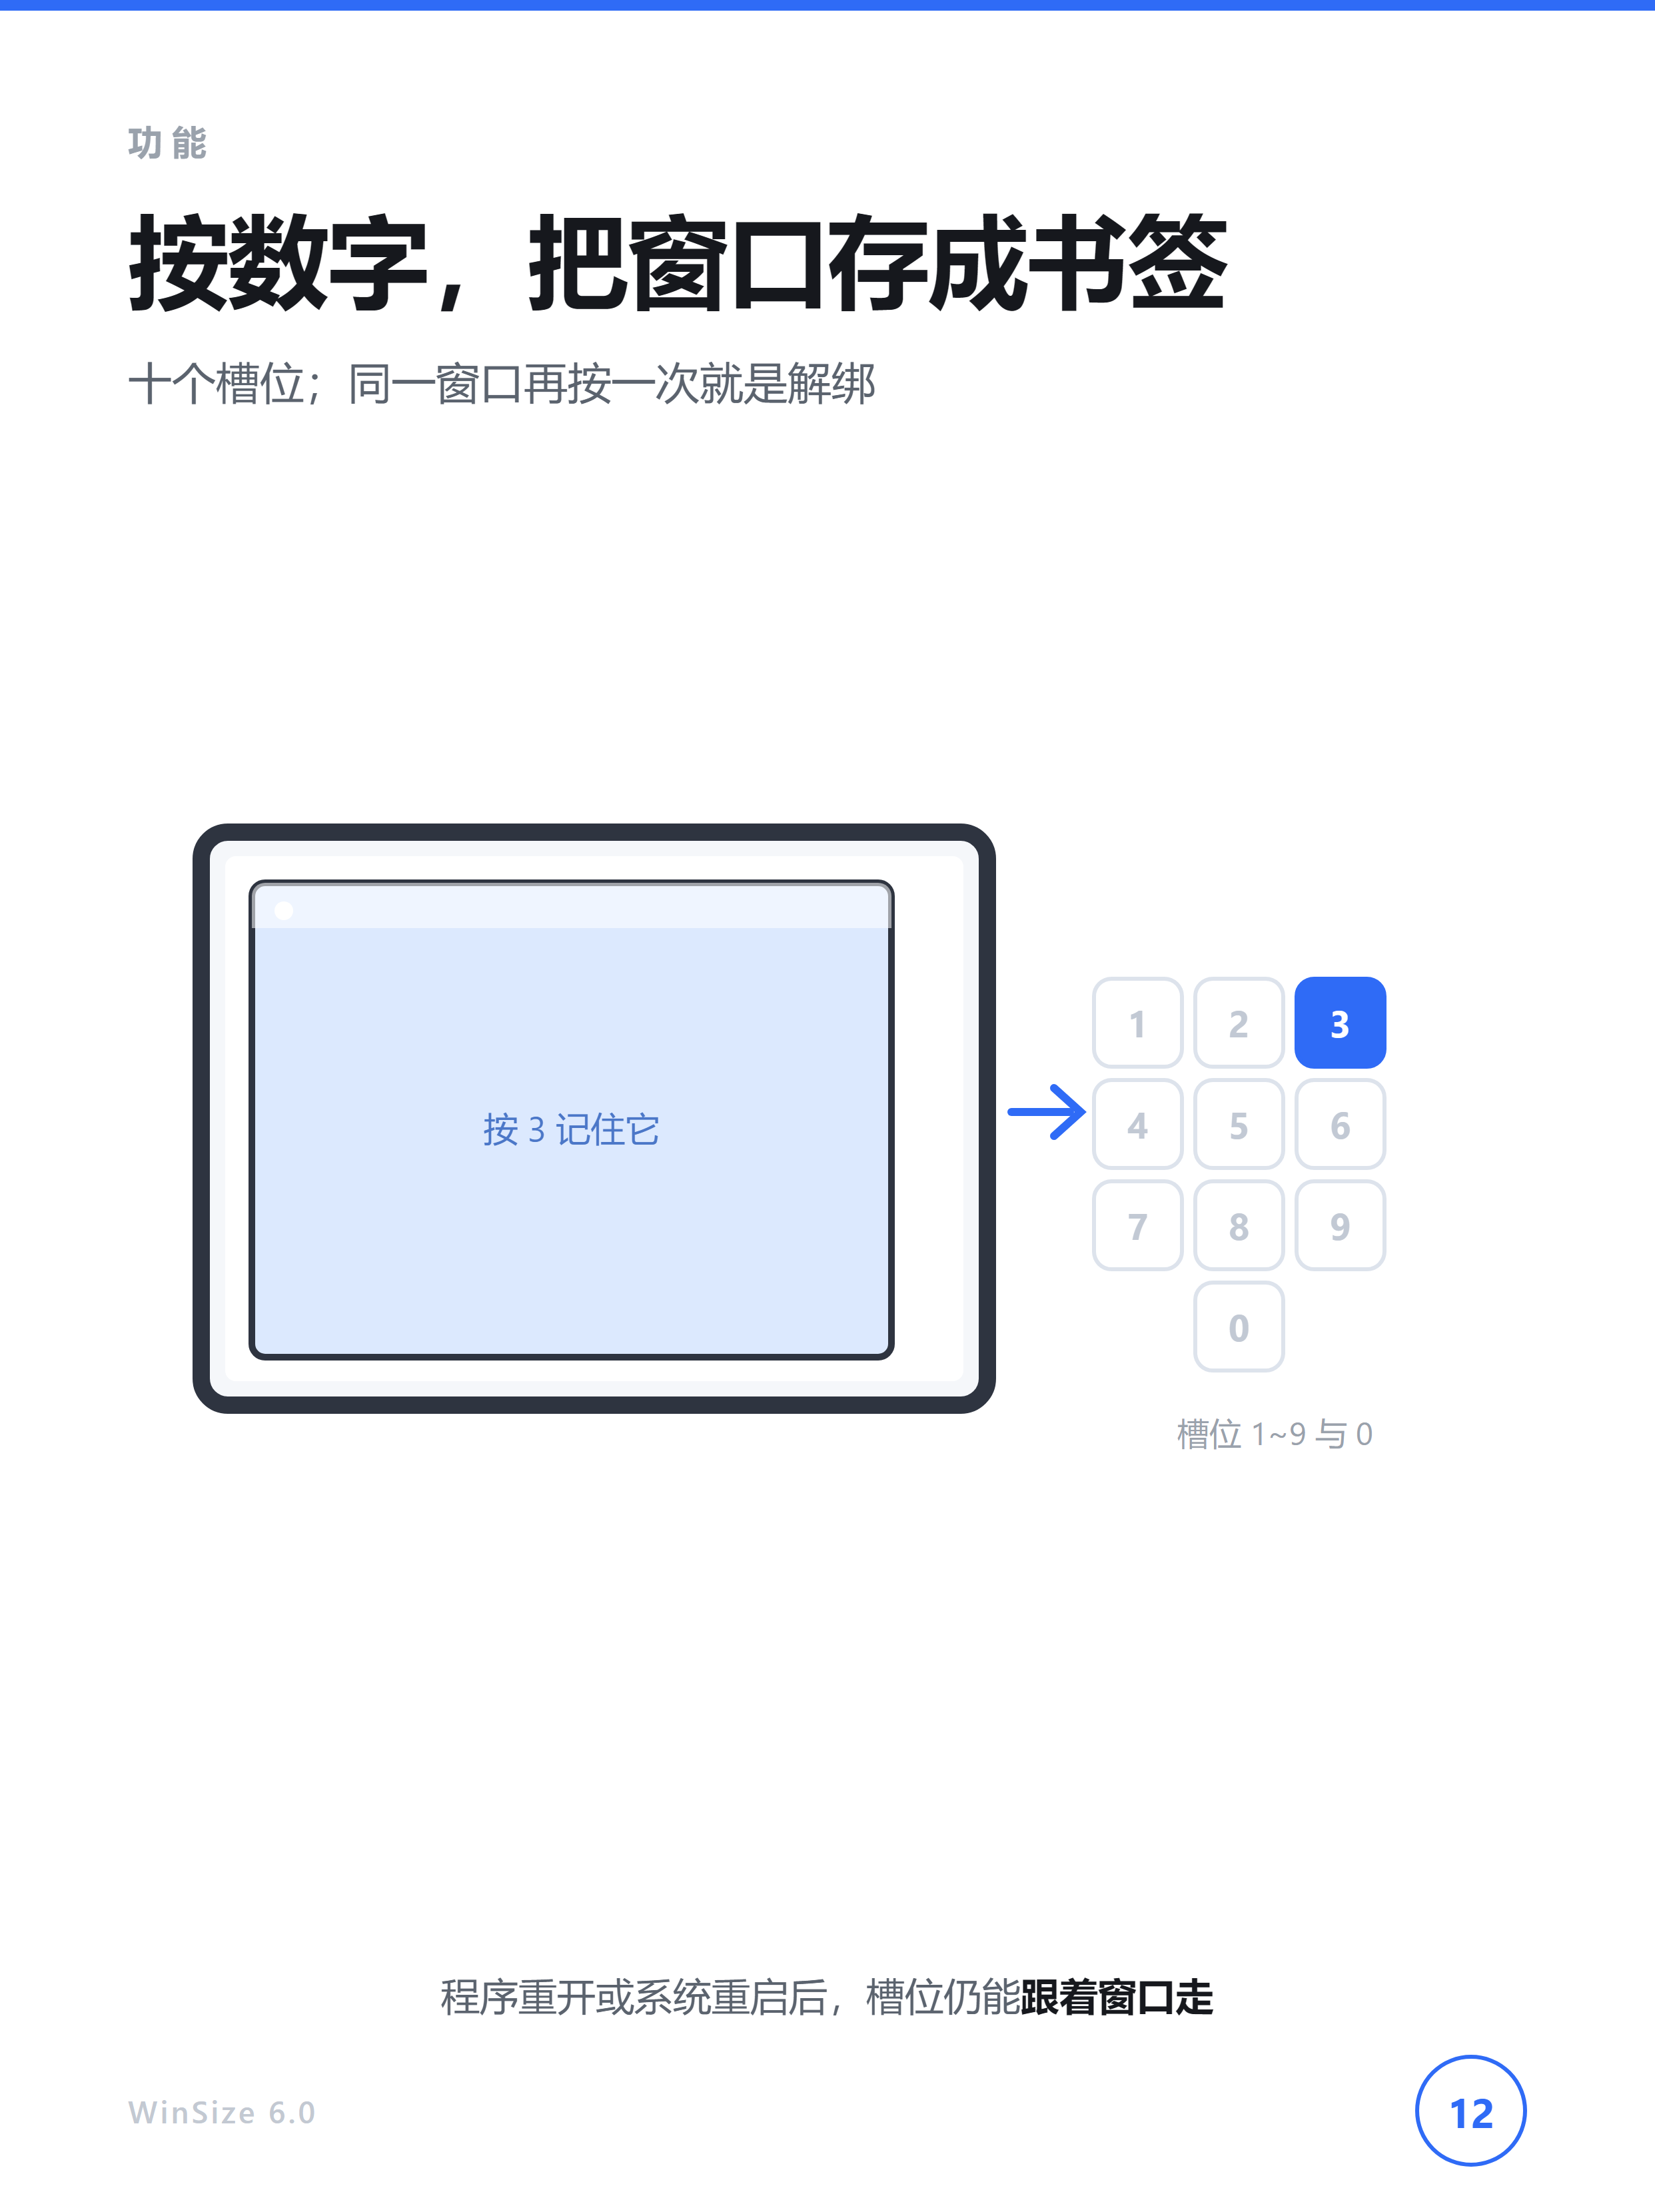 功能
按数字，把窗口存成书签
十个槽位；同一窗口再按一次就是解绑
按 3 记住它
1 2 3
4 5 6
7 8 9
0
槽位 1~9 与 0
程序重开或系统重启后，槽位仍能跟着窗口走
WinSize 6.0
12